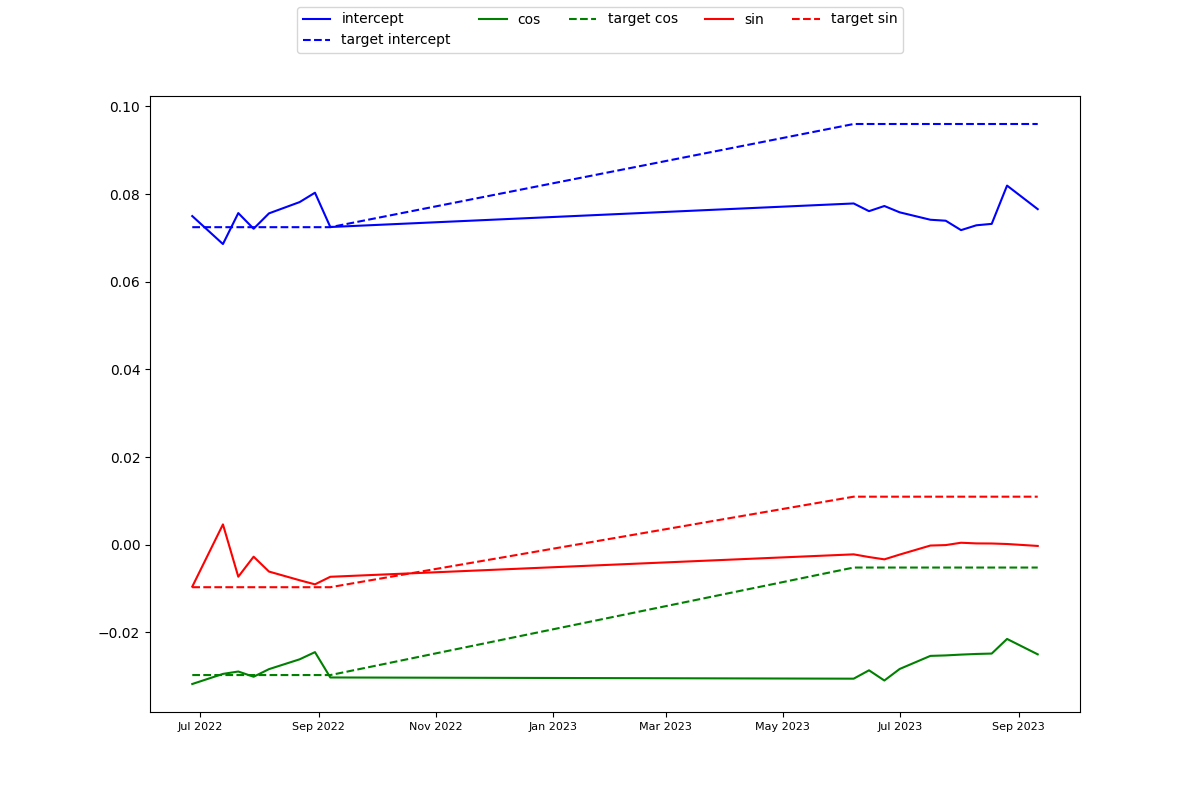 intercept cos target cos sin target sin
target intercept
0.10
0.08
0.06
0.04
0.02
0.00
−0.02
Jul 2022 Sep 2022 Nov 2022 Jan 2023 Mar 2023 May 2023 Jul 2023 Sep 2023